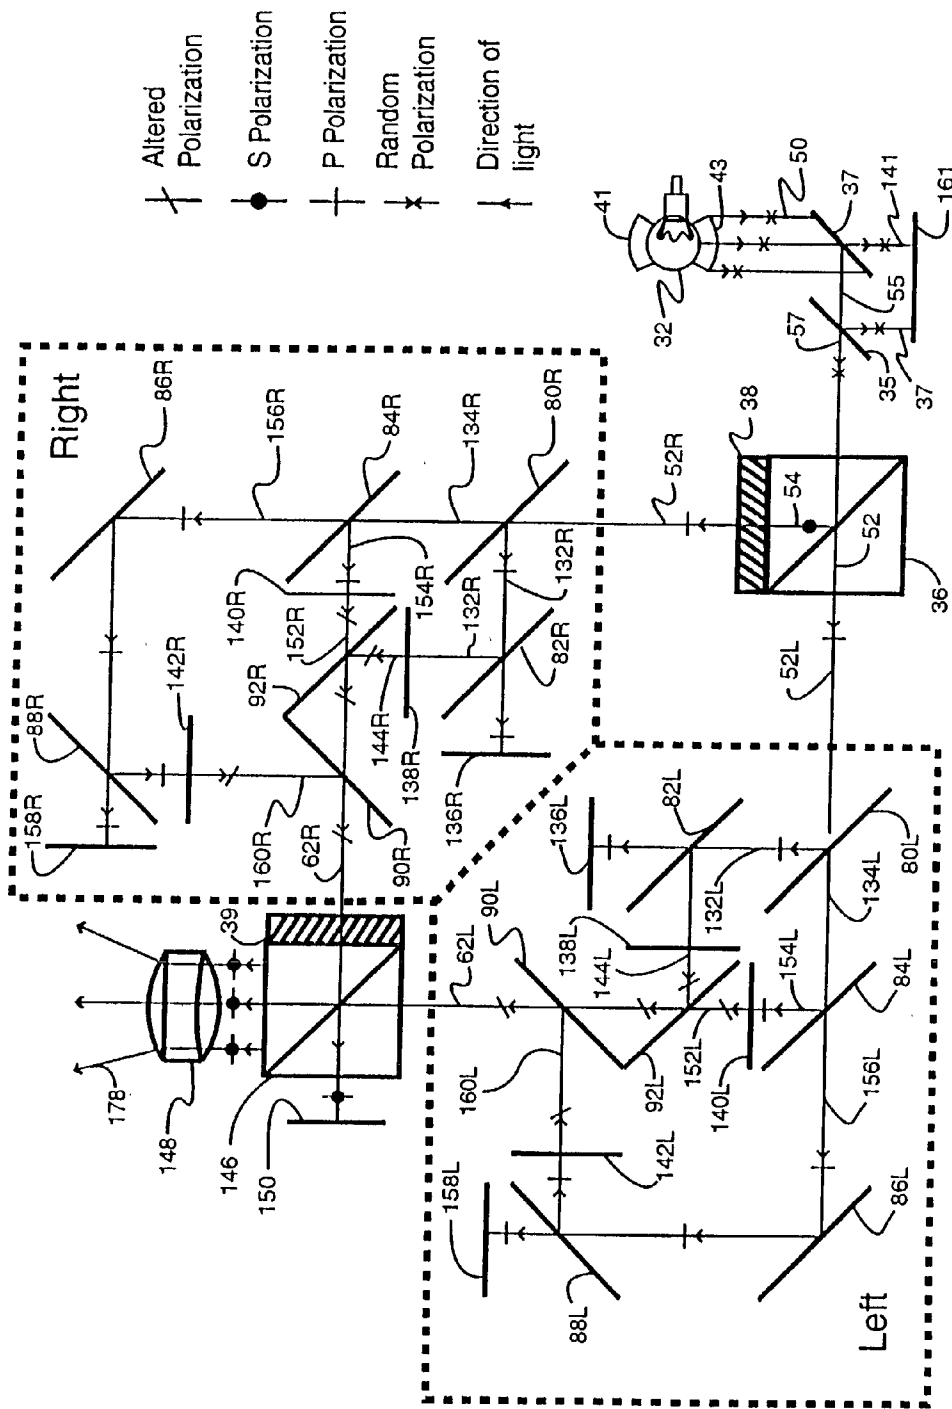 Altered
Polarization
S Polarization
P Polarization
Random
Polarization
Direction of
light
Right
86R
156R
84R
134R
80R
52R
38
54
52
36
52L
88R
142R
140R
92R
152R
154R
132R
132R
82R
144R
138R
136R
158R
160R
62R
90R
39
178
148
146
150
41
43
50
37
141
161
32
55
57
35
37
90L
62L
138L
144L
136L
82L
132L
80L
134L
154L
84L
152L
140L
92L
160L
156L
142L
158L
86L
88L
Left